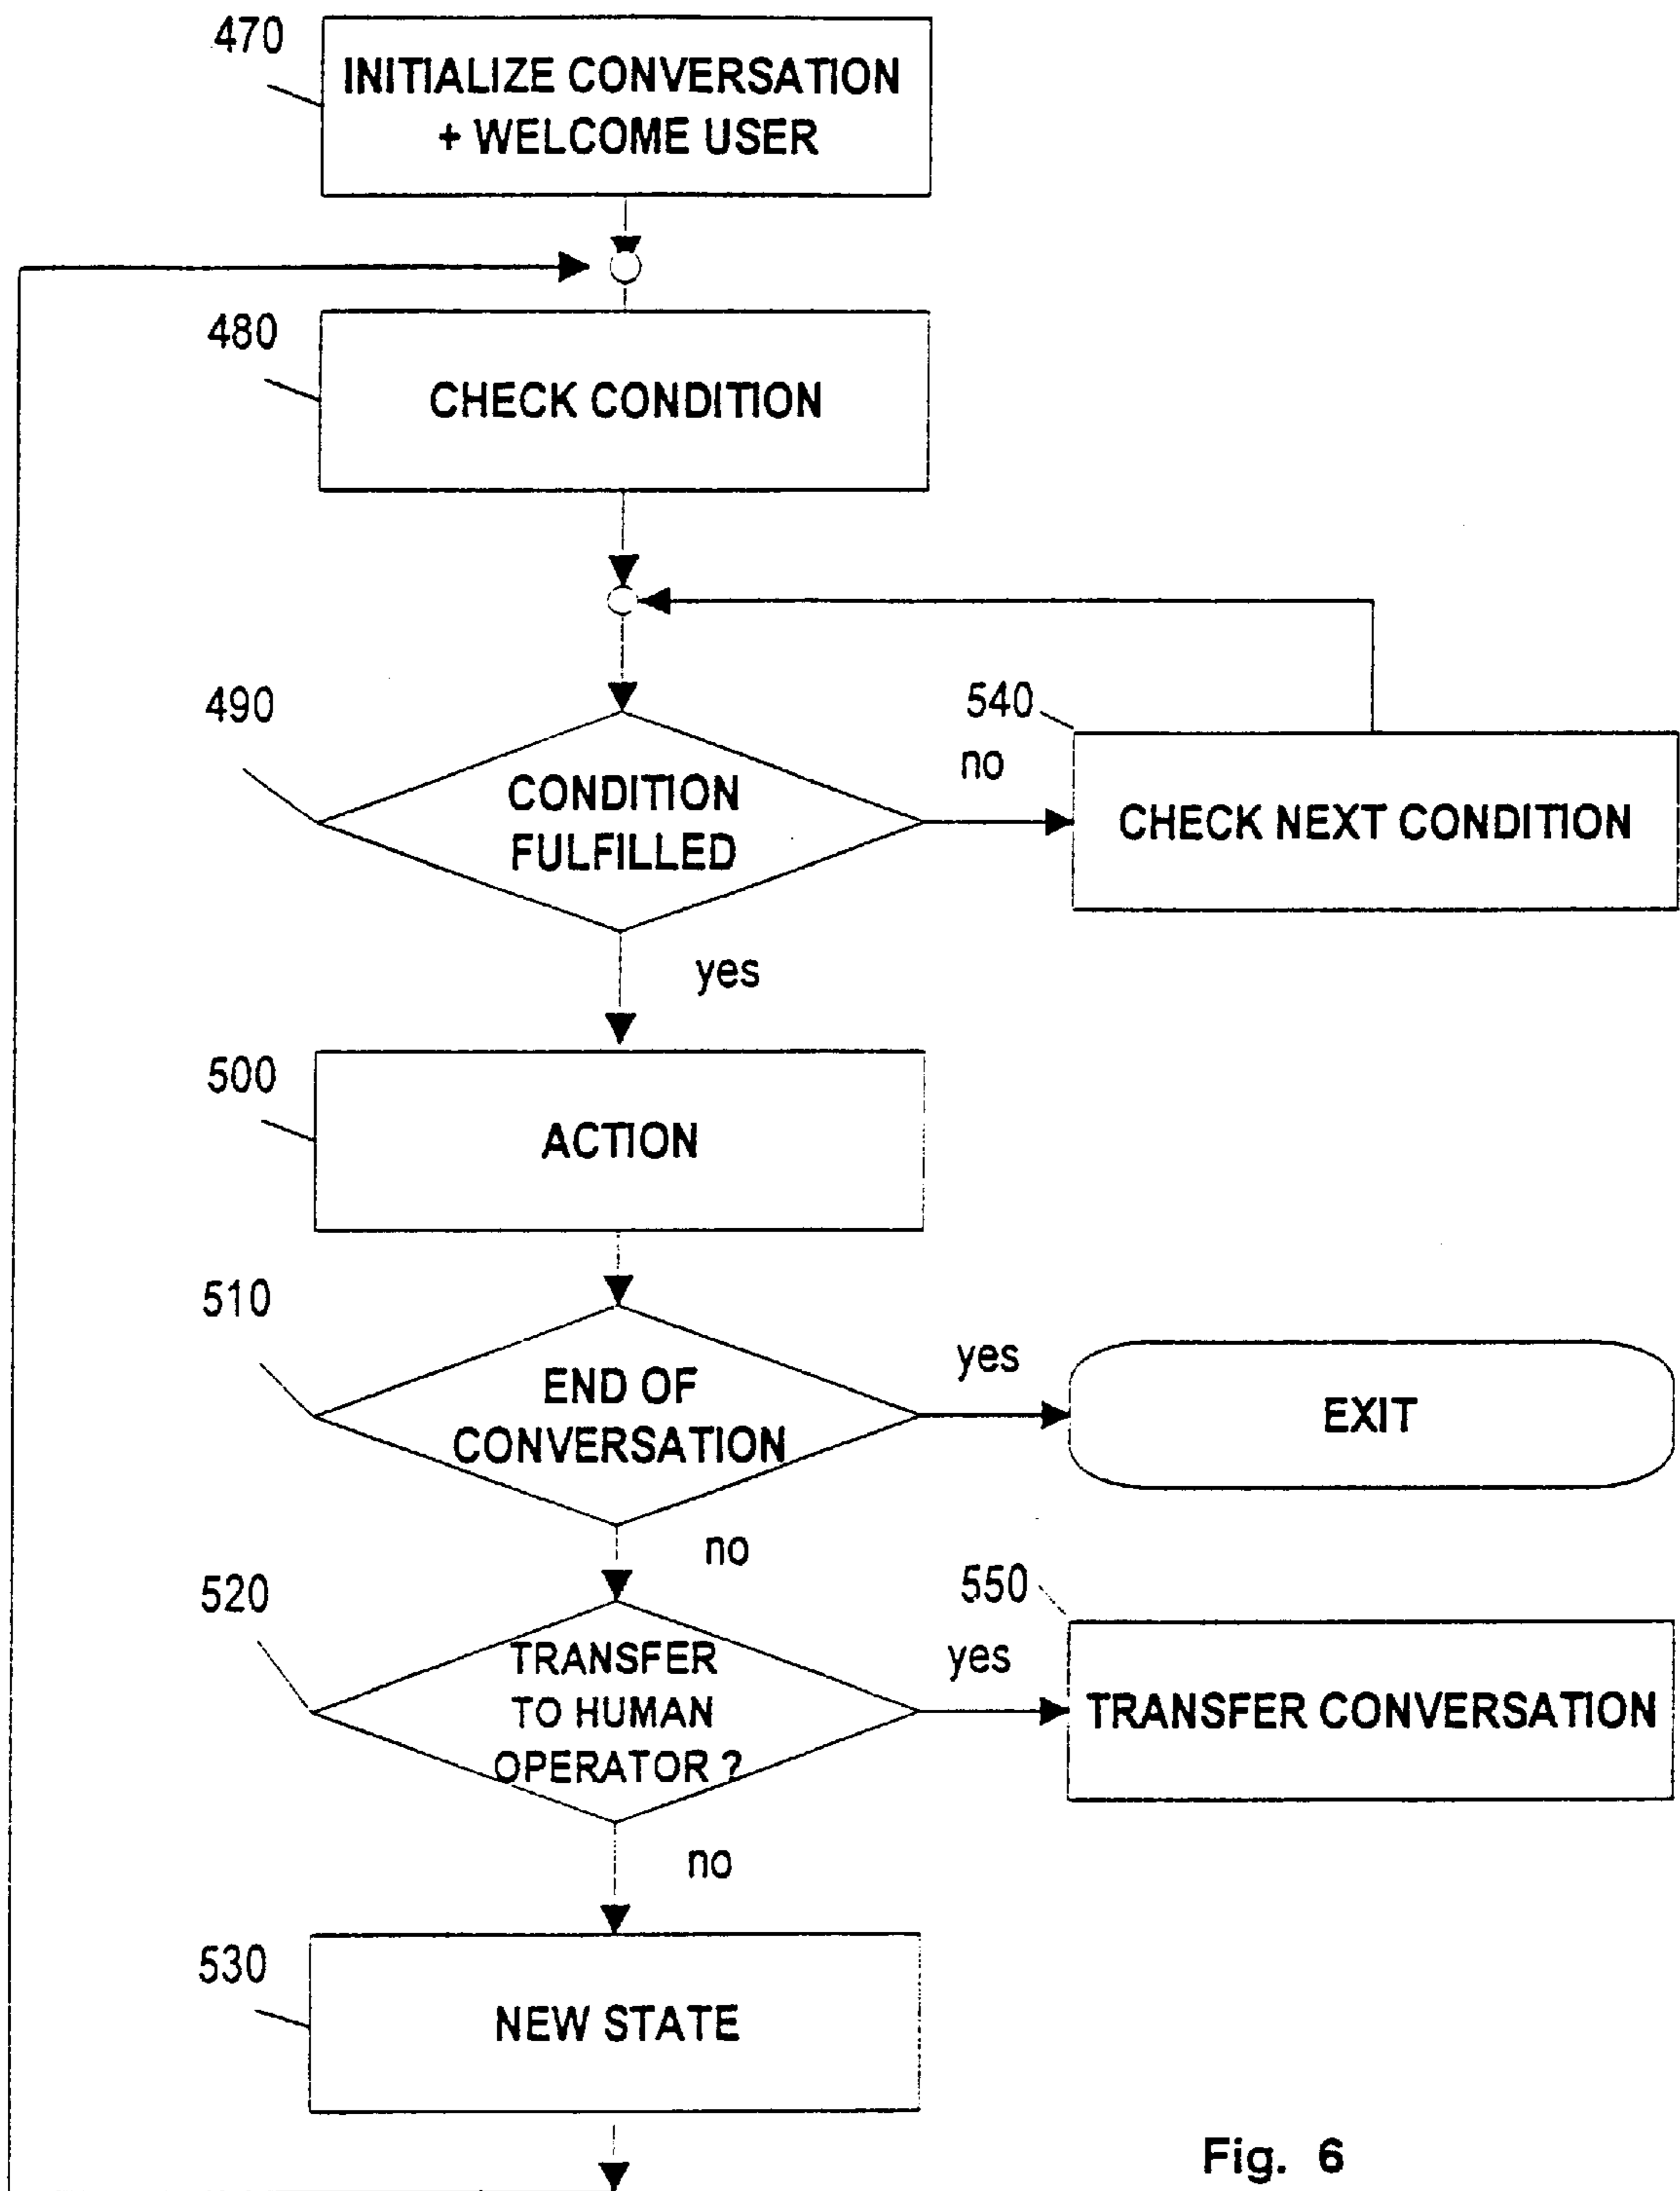 470
INITIALIZE CONVERSATION
+ WELCOME USER
480
CHECK CONDITION
490
CONDITION
FULFILLED
no
540
CHECK NEXT CONDITION
yes
500
ACTION
510
END OF
CONVERSATION
yes
EXIT
no
520
TRANSFER
TO HUMAN
OPERATOR ?
yes
550
TRANSFER CONVERSATION
no
530
NEW STATE
Fig. 6